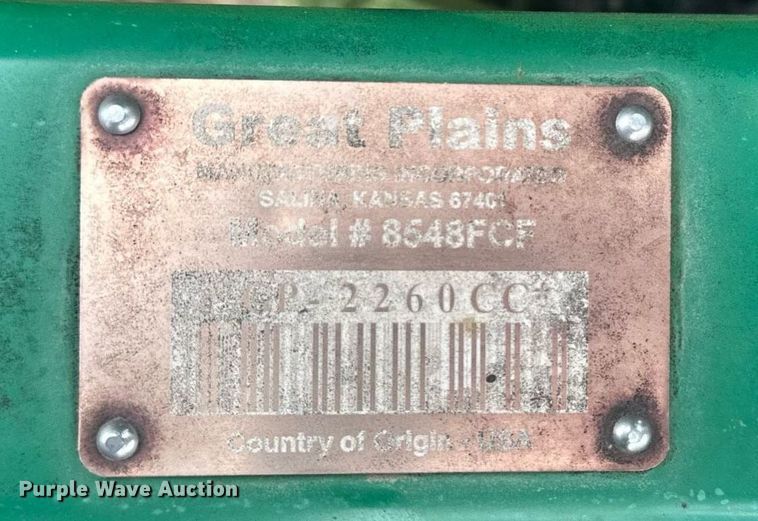 Great Plains
MANUFACTURING INCORPORATED
SALINA, KANSAS 67401
Model # 8548FCF
*GP-2260CC*
Country of Origin - USA
Purple Wave Auction